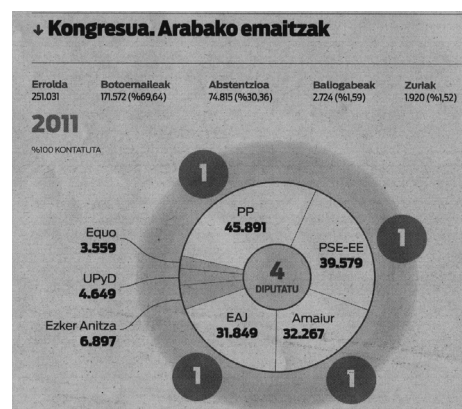 ↓ Kongresua. Arabako emaitzak
Errolda Botoemaileak Abstentzioa Baliogabeak Zuriak
251.031 171.572 (%69,64) 74.815 (%30,36) 2.724 (%1,59) 1.920 (%1,52)
2011
%100 KONTATUTA
1
PP
45.891
1
PSE-EE
39.579
Equo
3.559
4
DIPUTATU
UPyD
4.649
Ezker Anitza
6.897
EAJ
31.849
Amaiur
32.267
1
1